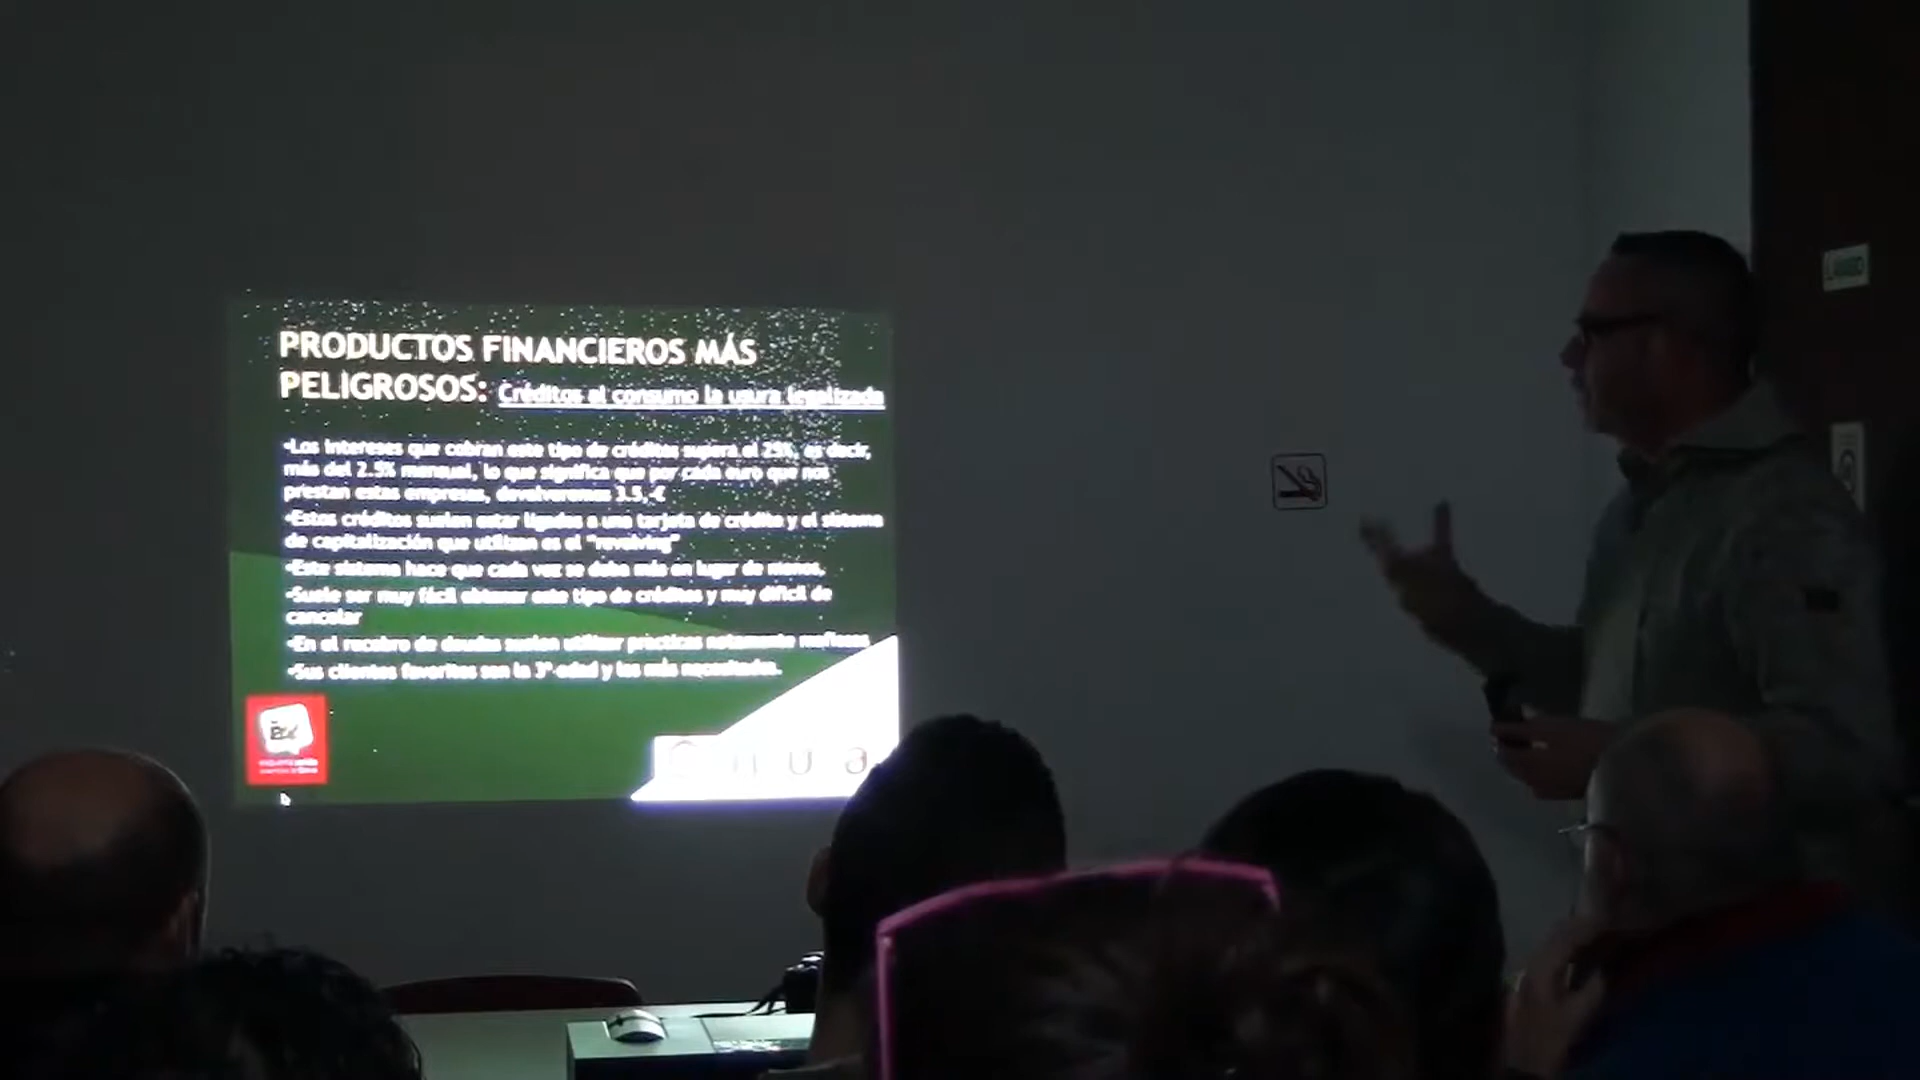 PRODUCTOS FINANCIEROS MÁS
PELIGROSOS: Créditos al consumo la usura legalizada
•Los intereses que cobran este tipo de créditos supera el 25%, es decir,
más del 2.5% mensual, lo que significa que por cada euro que nos
prestan estas empresas, devolveremos 3.5.-€
•Estos créditos suelen estar ligados a una tarjeta de crédito y el sistema
de capitalización que utilizan es el "revolving"
•Este sistema hace que cada vez se deba más en lugar de menos.
•Suele ser muy fácil obtener este tipo de créditos y muy difícil de
cancelar
•En el recobro de deudas suelen utilizar prácticas netamente mafiosas
•Sus clientes favoritos son la 3ª edad y los más necesitados.
nua